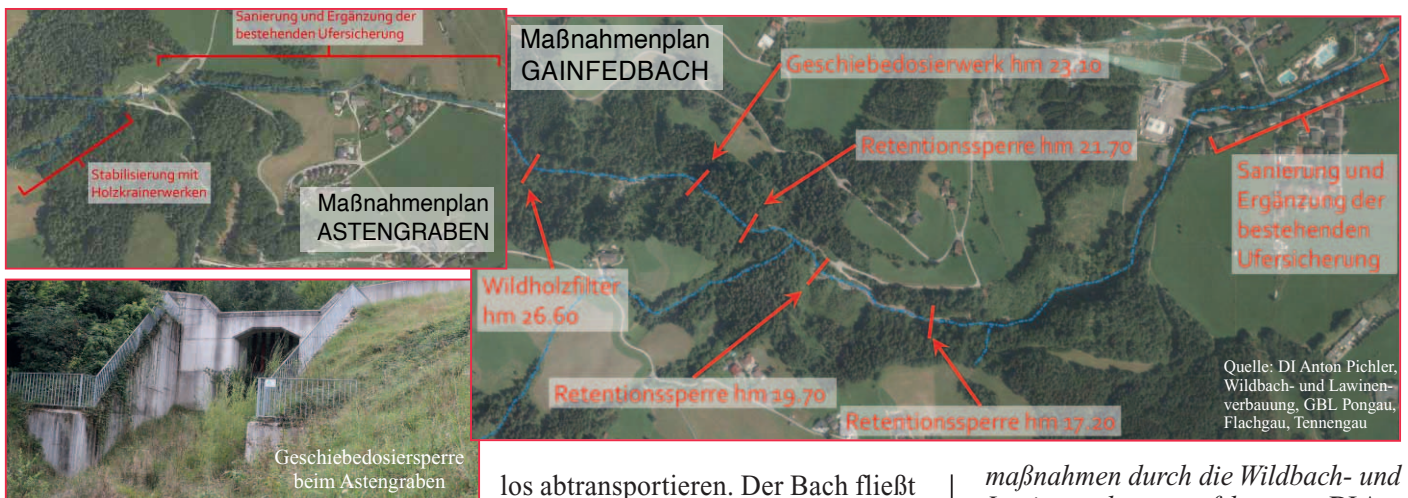 Sanierung und Ergänzung der
bestehenden Ufersicherung
Stabilisierung mit
Holzkrainerwerken
Maßnahmenplan
ASTENGRABEN
Maßnahmenplan
GAINFEDBACH
Geschiebedosierwerk hm 23.10
Retentionssperre hm 21.70
Wildholzfilter
hm 26.60
Retentionssperre hm 19.70
Retentionssperre hm 17.20
Sanierung und
Ergänzung der
bestehenden
Ufersicherung
Quelle: DI Anton Pichler,
Wildbach- und Lawinen-
verbauung, GBL Pongau,
Flachgau, Tennengau
Geschiebedosiersperre
beim Astengraben
los abtransportieren. Der Bach fließt
maßnahmen durch die Wildbach- und